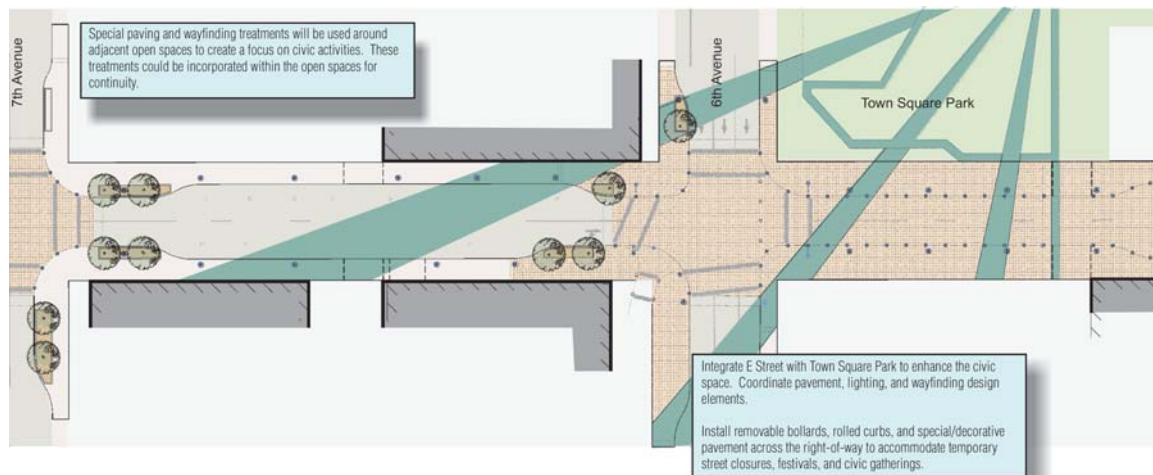 7th Avenue
Special paving and wayfinding treatments will be used around
adjacent open spaces to create a focus on civic activities.  These
treatments could be incorporated within the open spaces for
continuity.
6th Avenue
Town Square Park
Integrate E Street with Town Square Park to enhance the civic
space.  Coordinate pavement, lighting, and wayfinding design
elements.
Install removable bollards, rolled curbs, and special/decorative
pavement across the right-of-way to accommodate temporary
street closures, festivals, and civic gatherings.